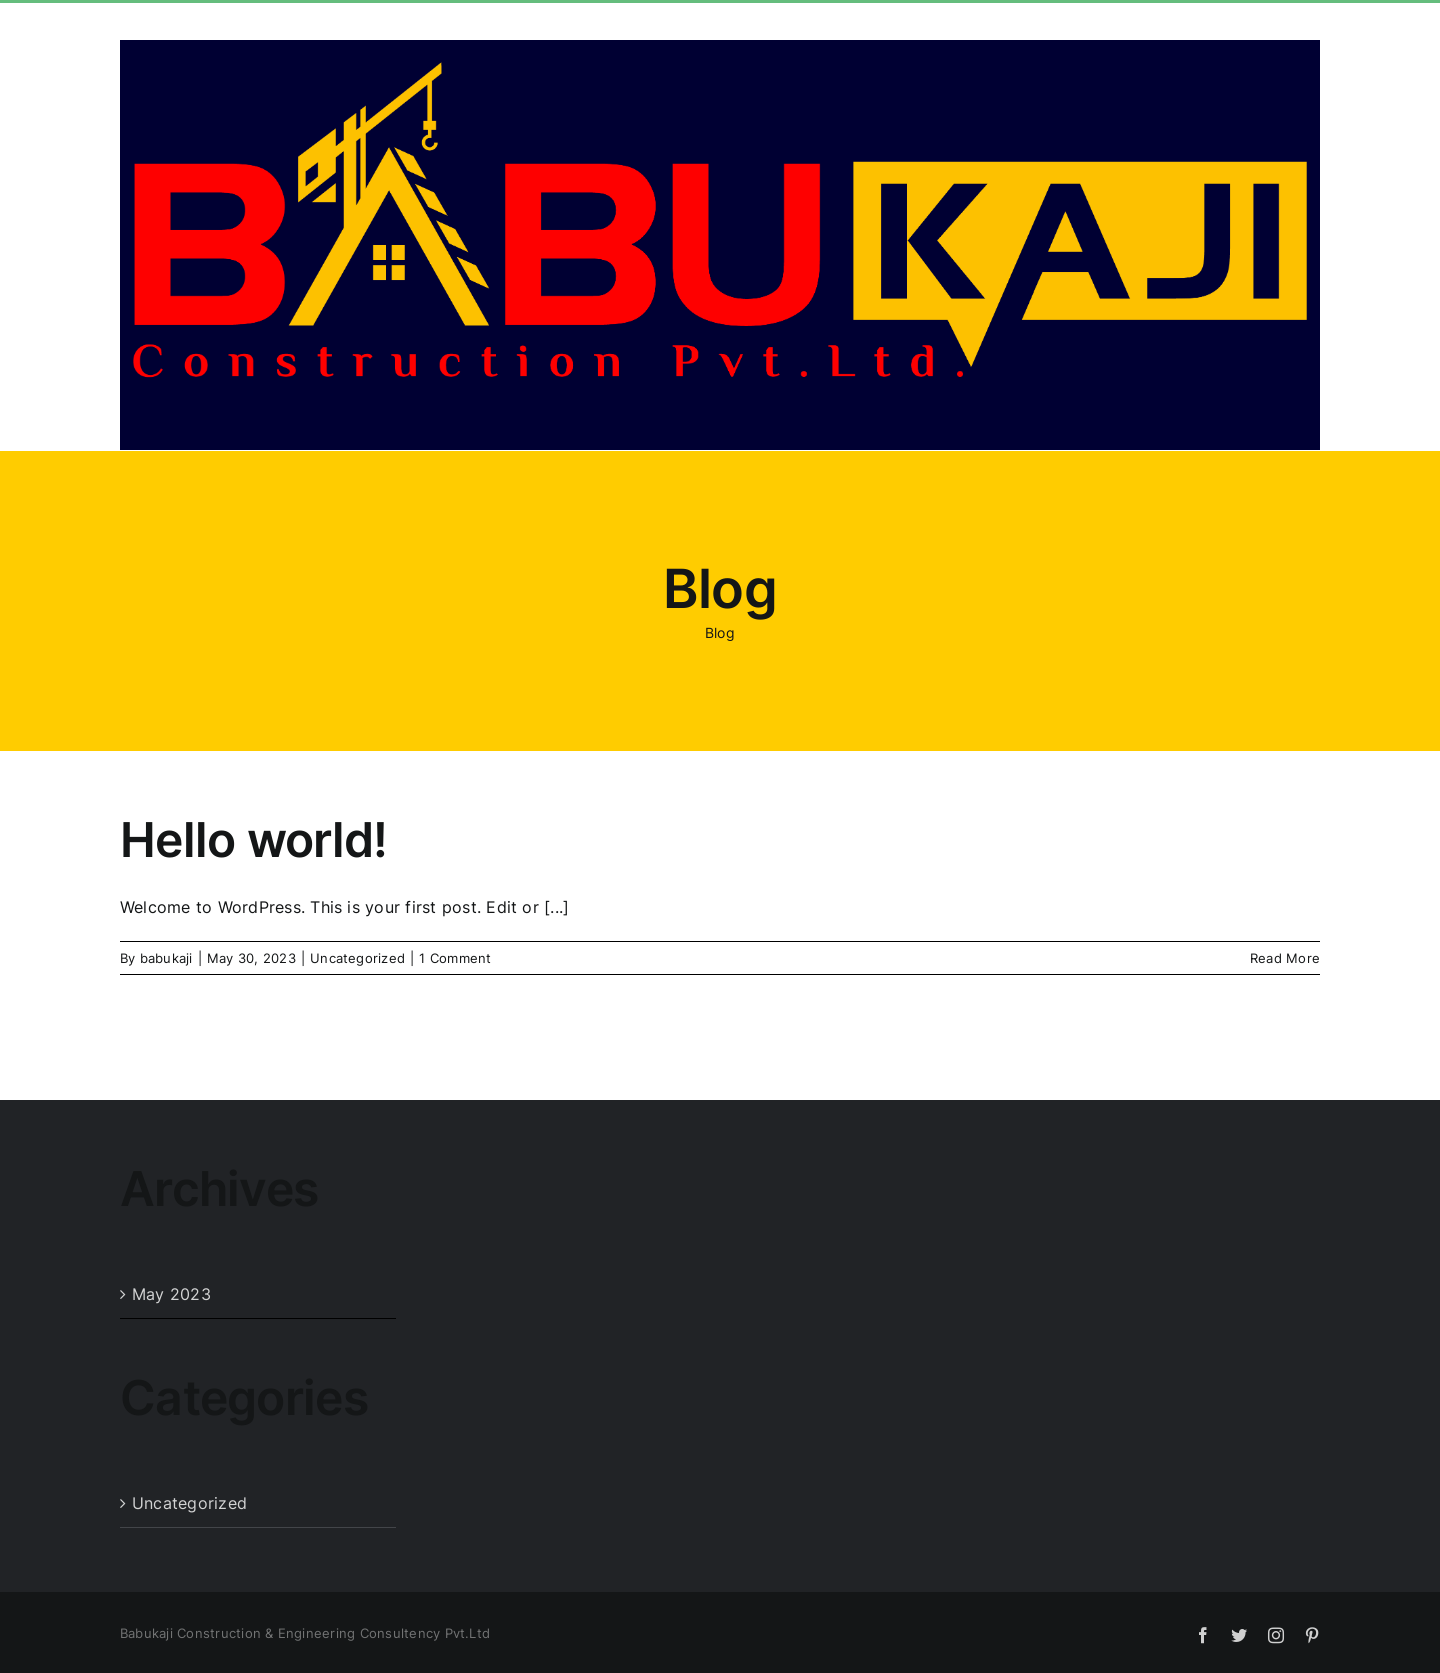 BABU KAJI
Construction Pvt.Ltd.
Blog
Blog
Hello world!
Welcome to WordPress. This is your first post. Edit or [...]
By babukaji | May 30, 2023 | Uncategorized | 1 Comment
Read More
Archives
May 2023
Categories
Uncategorized
Babukaji Construction & Engineering Consultency Pvt.Ltd